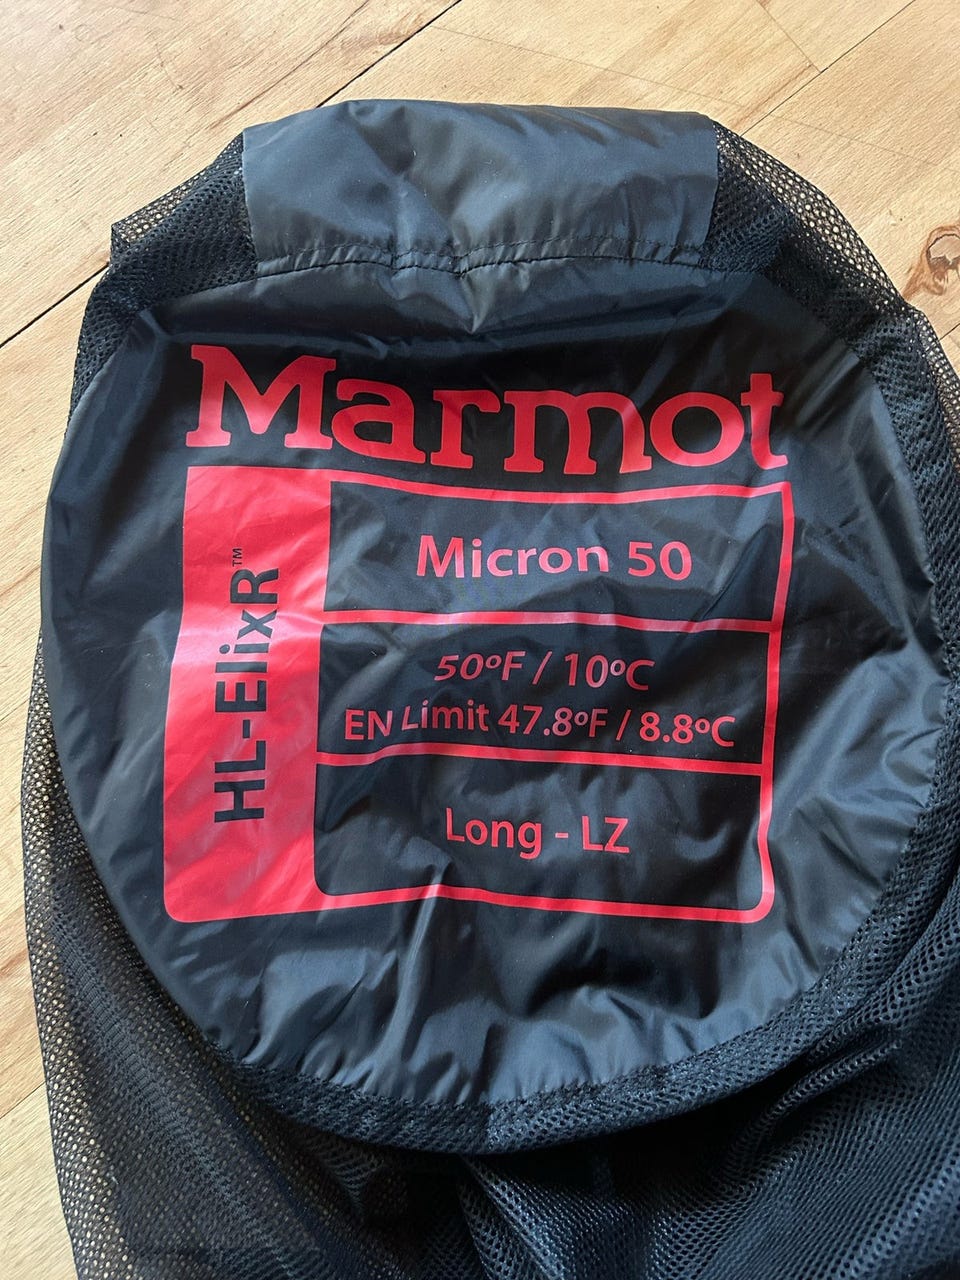 Marmot
HL-ElixR™
Micron 50
50ºF / 10ºC
EN Limit 47.8ºF / 8.8ºC
Long - LZ